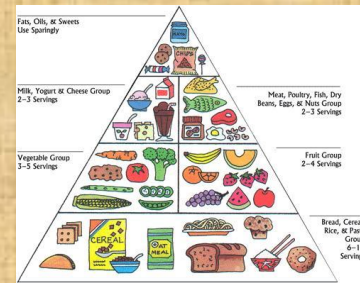 Fats, Oils, & Sweets
Use Sparingly
CHIPS
Milk, Yogurt & Cheese Group
2–3 Servings
Meat, Poultry, Fish, Dry
Beans, Eggs, & Nuts Group
2–3 Servings
Vegetable Group
3–5 Servings
Fruit Group
2–4 Servings
CEREAL
OAT
MEAL
Bread, Cerea
Rice, & Pas
Grou
6–1
Servin